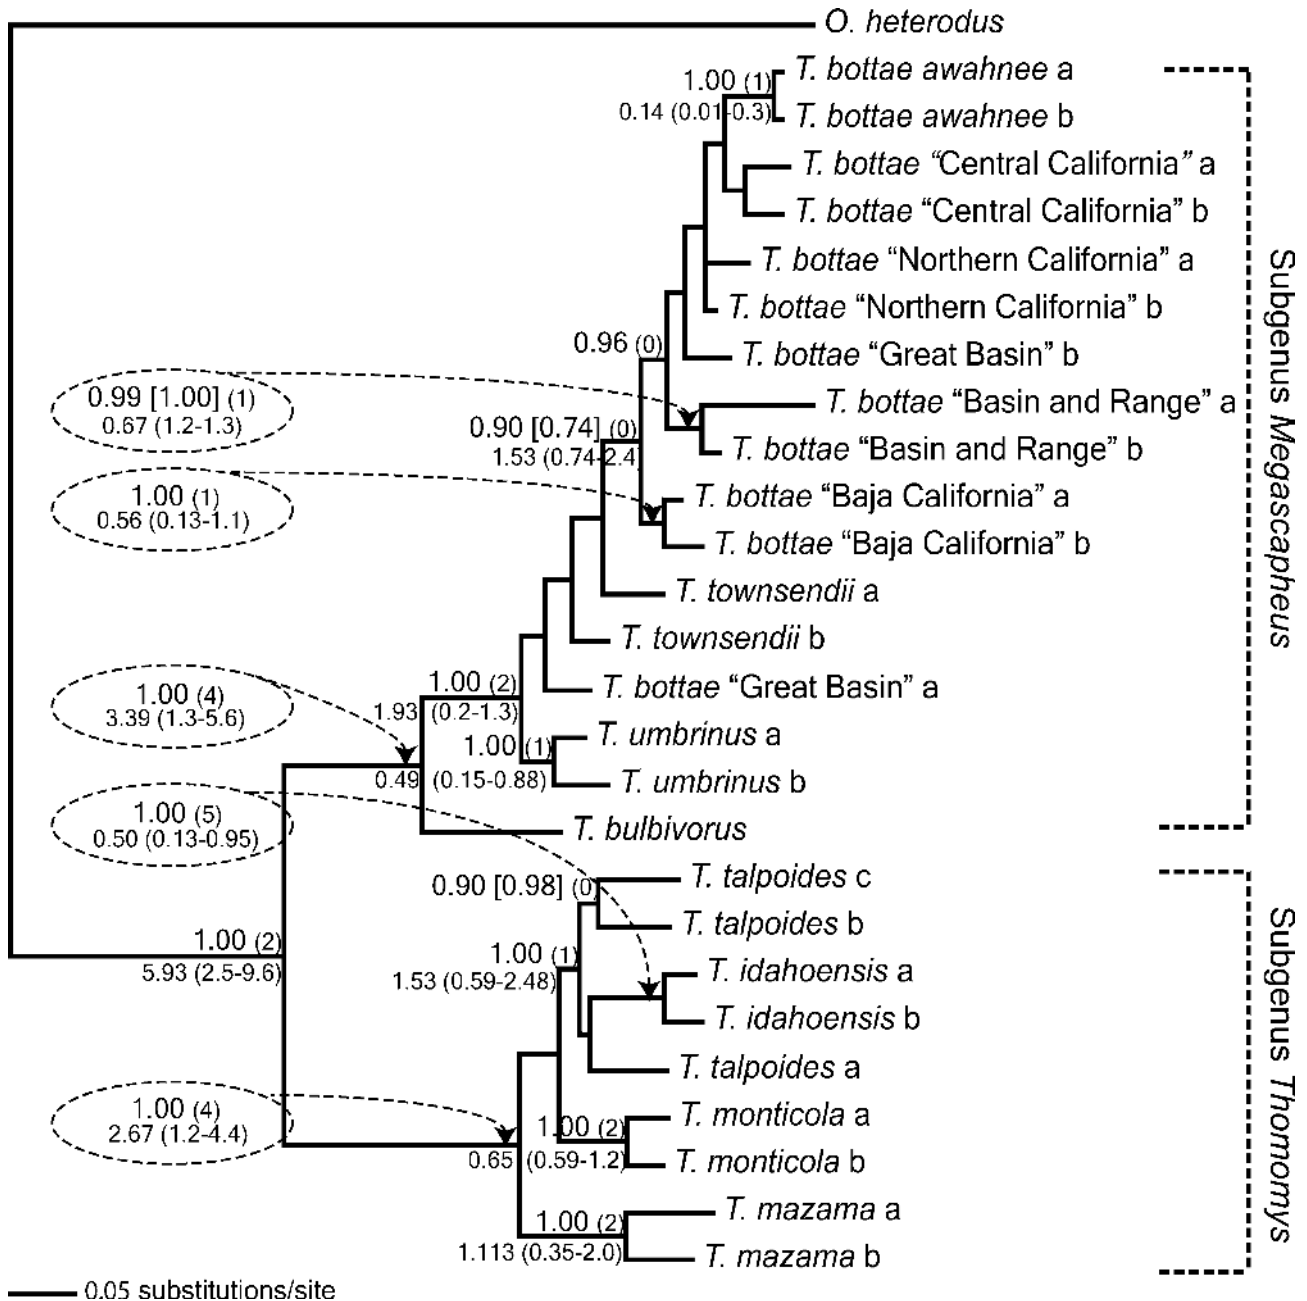 O. heterodus
T. bottae awahnee a
1.00 (1)
0.14 (0.01-0.3)
T. bottae awahnee b
T. bottae “Central California” a
T. bottae “Central California” b
T. bottae “Northern California” a
T. bottae “Northern California” b
0.96 (0)
T. bottae “Great Basin” b
0.99 [1.00] (1)
0.67 (1.2-1.3)
T. bottae “Basin and Range” a
0.90 [0.74] (0)
1.53 (0.74-2.4)
T. bottae “Basin and Range” b
1.00 (1)
0.56 (0.13-1.1)
T. bottae “Baja California” a
T. bottae “Baja California” b
T. townsendii a
T. townsendii b
1.00 (2)
1.93 (0.2-1.3)
T. bottae “Great Basin” a
1.00 (4)
3.39 (1.3-5.6)
T. umbrinus a
1.00 (1)
0.49 (0.15-0.88)
T. umbrinus b
1.00 (5)
0.50 (0.13-0.95)
T. bulbivorus
Subgenus Megascapheus
0.90 [0.98] (0)
T. talpoides c
T. talpoides b
1.00 (2)
5.93 (2.5-9.6)
1.00 (1)
1.53 (0.59-2.48)
T. idahoensis a
T. idahoensis b
T. talpoides a
1.00 (4)
2.67 (1.2-4.4)
T. monticola a
1.00 (2)
0.65 (0.59-1.2)
T. monticola b
T. mazama a
1.00 (2)
1.113 (0.35-2.0)
T. mazama b
Subgenus Thomomys
0.05 substitutions/site